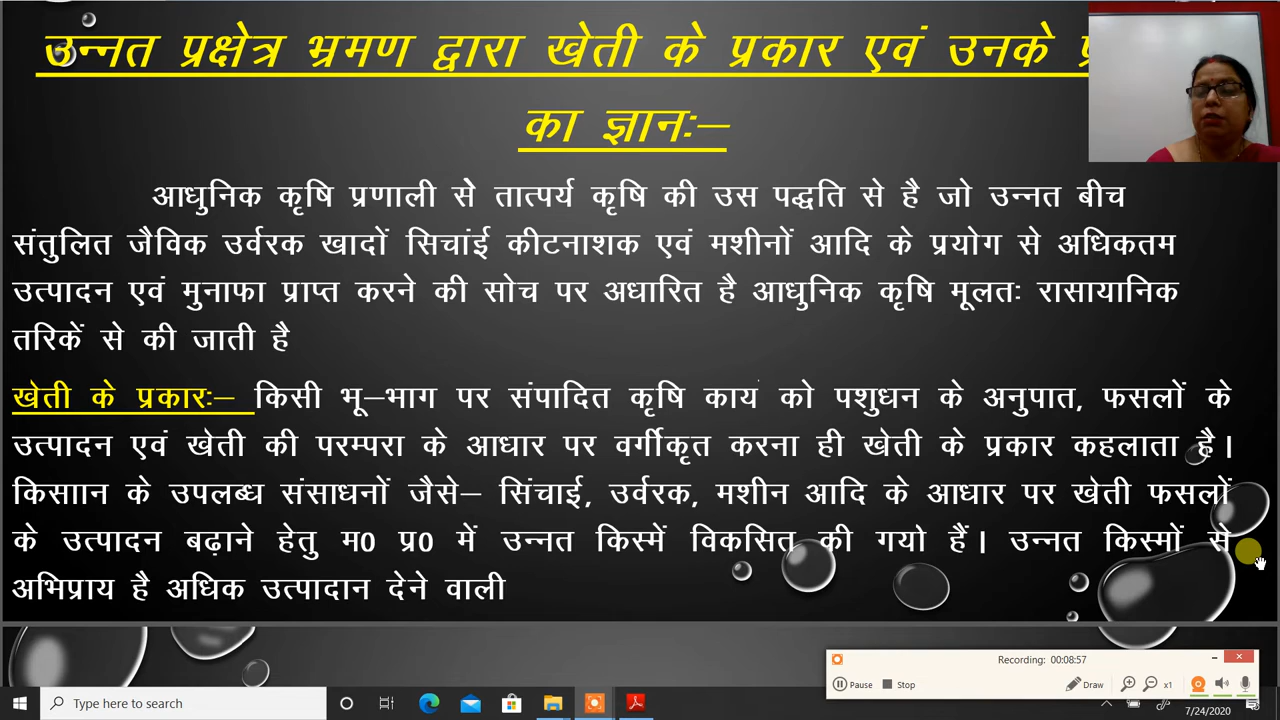 उन्नत प्रक्षेत्र भ्रमण द्वारा खेती के प्रकार एवं उनके
का ज्ञानः—
आधुनिक कृषि प्रणाली सेे तात्पर्य कृषि की उस पद्धति से है जो उन्नत बीच
संतुलित जैविक उर्वरक खादों सिचांई कीटनाशक एवं मशीनों आदि के प्रयोग से अधिकतम
उत्पादन एवं मुनाफा प्राप्त करने की सोच पर अधारित है आधुनिक कृषि मूलतः रासायानिक
तरिकें से की जाती है
खेती के प्रकारः— किसी भू—भाग पर संपादित कृषि कायं को पशुधन के अनुपात, फसलों के
उत्पादन एवं खेती की परम्परा के आधार पर वर्गीकृत करना ही खेती के प्रकार कहलाता है।
किसाान के उपलब्ध संसाधनों जैसे— सिंचाई, उर्वरक, मशीन आदि के आधार पर खेती फसलों
के उत्पादन बढ़ाने हेतु म0 प्र0 में उन्नत किस्में विकसित की गयो हैं। उन्नत किस्मों से
अभिप्राय है अधिक उत्पादान देने वाली
Recording: 00:08:57
Pause Stop Draw x1
Type here to search
7/24/2020